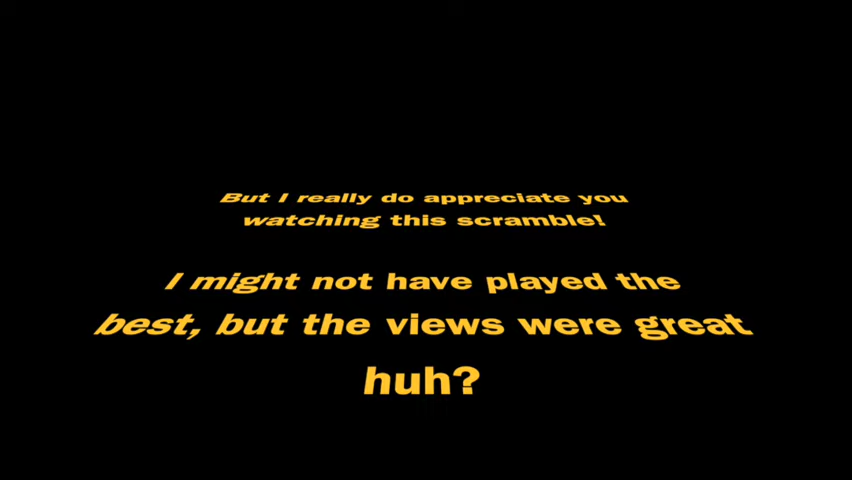 But I really do appreciate you
watching this scramble!
I might not have played the
best, but the views were great
huh?